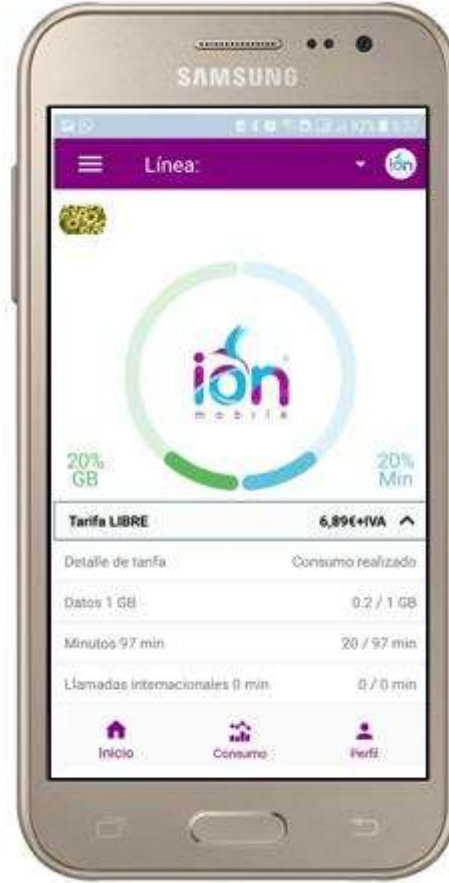 SAMSUNG
Línea:
ión
ión
mobile
20%
GB
20%
Min
Tarifa LIBRE 6,89€+IVA
Detalle de tarifa Consumo realizado
Datos 1 GB 0.2 / 1 GB
Minutos 97 min 20 / 97 min
Llamadas internacionales 0 min 0 / 0 min
Inicio Consumo Perfil